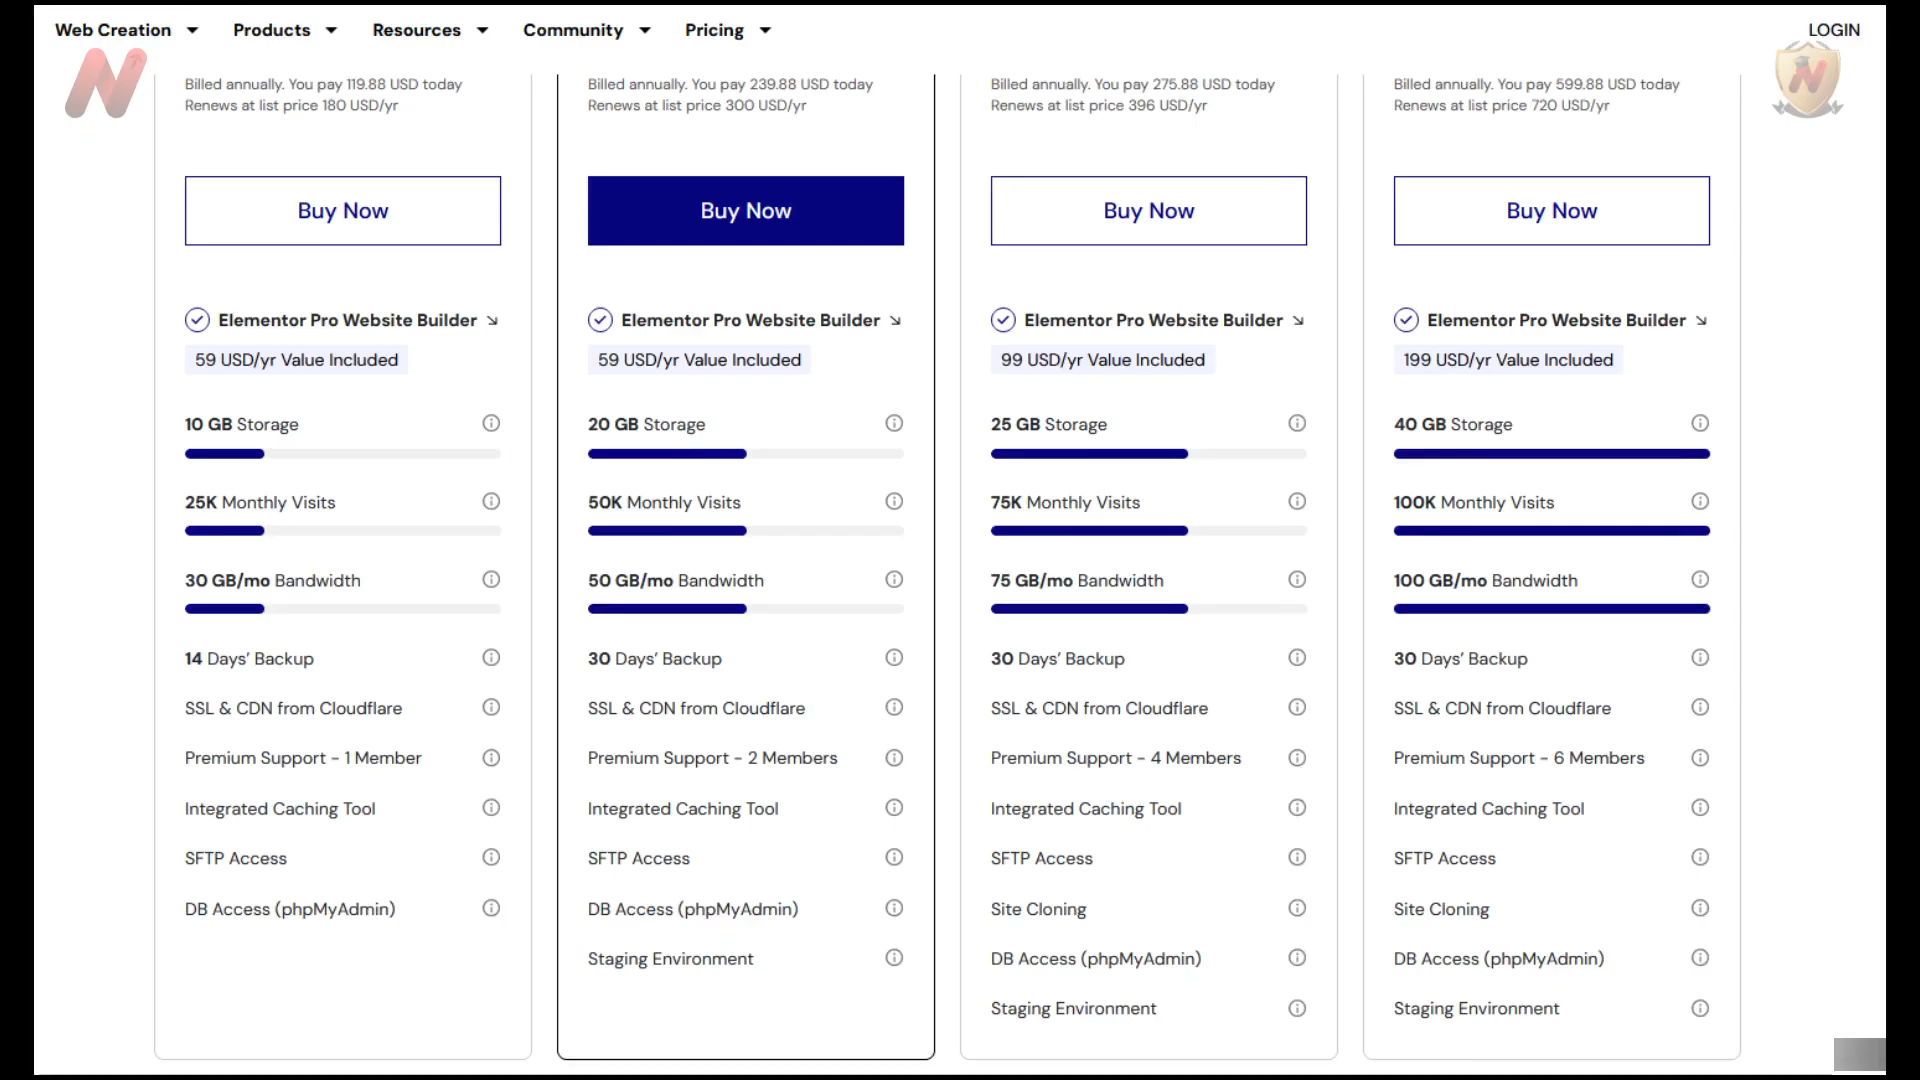 Web Creation
Products
Resources
Community
Pricing
LOGIN
Billed annually. You pay 119.88 USD today
Renews at list price 180 USD/yr
Buy Now
Elementor Pro Website Builder
59 USD/yr Value Included
10 GB Storage
25K Monthly Visits
30 GB/mo Bandwidth
14 Days’ Backup
SSL & CDN from Cloudflare
Premium Support - 1 Member
Integrated Caching Tool
SFTP Access
DB Access (phpMyAdmin)
Billed annually. You pay 239.88 USD today
Renews at list price 300 USD/yr
Buy Now
Elementor Pro Website Builder
59 USD/yr Value Included
20 GB Storage
50K Monthly Visits
50 GB/mo Bandwidth
30 Days’ Backup
SSL & CDN from Cloudflare
Premium Support - 2 Members
Integrated Caching Tool
SFTP Access
DB Access (phpMyAdmin)
Staging Environment
Billed annually. You pay 275.88 USD today
Renews at list price 396 USD/yr
Buy Now
Elementor Pro Website Builder
99 USD/yr Value Included
25 GB Storage
75K Monthly Visits
75 GB/mo Bandwidth
30 Days’ Backup
SSL & CDN from Cloudflare
Premium Support - 4 Members
Integrated Caching Tool
SFTP Access
Site Cloning
DB Access (phpMyAdmin)
Staging Environment
Billed annually. You pay 599.88 USD today
Renews at list price 720 USD/yr
Buy Now
Elementor Pro Website Builder
199 USD/yr Value Included
40 GB Storage
100K Monthly Visits
100 GB/mo Bandwidth
30 Days’ Backup
SSL & CDN from Cloudflare
Premium Support - 6 Members
Integrated Caching Tool
SFTP Access
Site Cloning
DB Access (phpMyAdmin)
Staging Environment